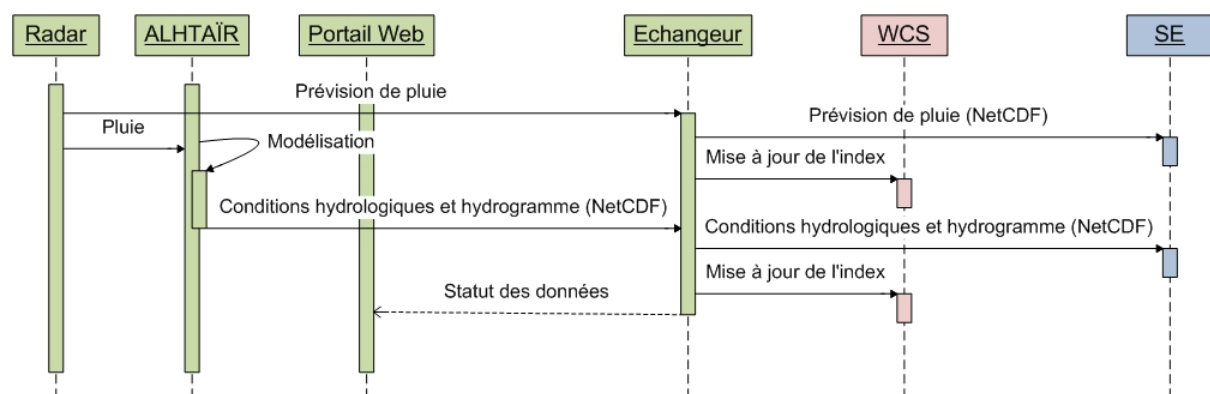 Radar
ALHTAÏR
Portail Web
Echangeur
WCS
SE
Prévision de pluie
Prévision de pluie (NetCDF)
Pluie
Modélisation
Mise à jour de l'index
Conditions hydrologiques et hydrogramme (NetCDF)
Conditions hydrologiques et hydrogramme (NetCDF)
Mise à jour de l'index
Statut des données